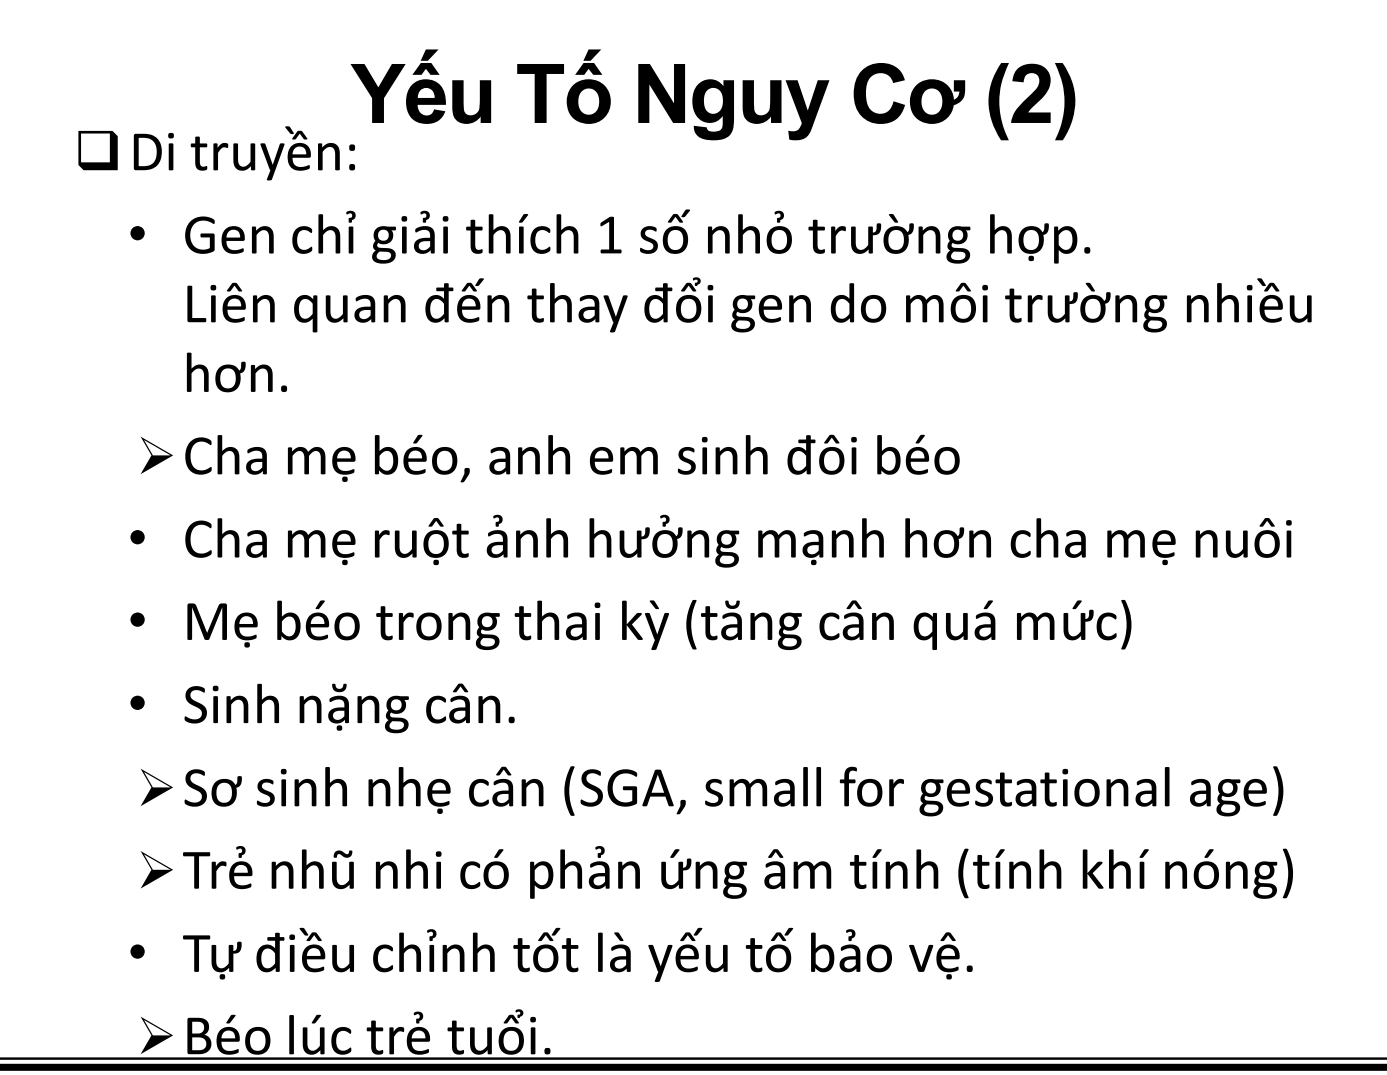 Yếu Tố Nguy Cơ (2)
❑ Di truyền:
• Gen chỉ giải thích 1 số nhỏ trường hợp.
Liên quan đến thay đổi gen do môi trường nhiều
hơn.
➢ Cha mẹ béo, anh em sinh đôi béo
• Cha mẹ ruột ảnh hưởng mạnh hơn cha mẹ nuôi
• Mẹ béo trong thai kỳ (tăng cân quá mức)
• Sinh nặng cân.
➢ Sơ sinh nhẹ cân (SGA, small for gestational age)
➢ Trẻ nhũ nhi có phản ứng âm tính (tính khí nóng)
• Tự điều chỉnh tốt là yếu tố bảo vệ.
➢ Béo lúc trẻ tuổi.